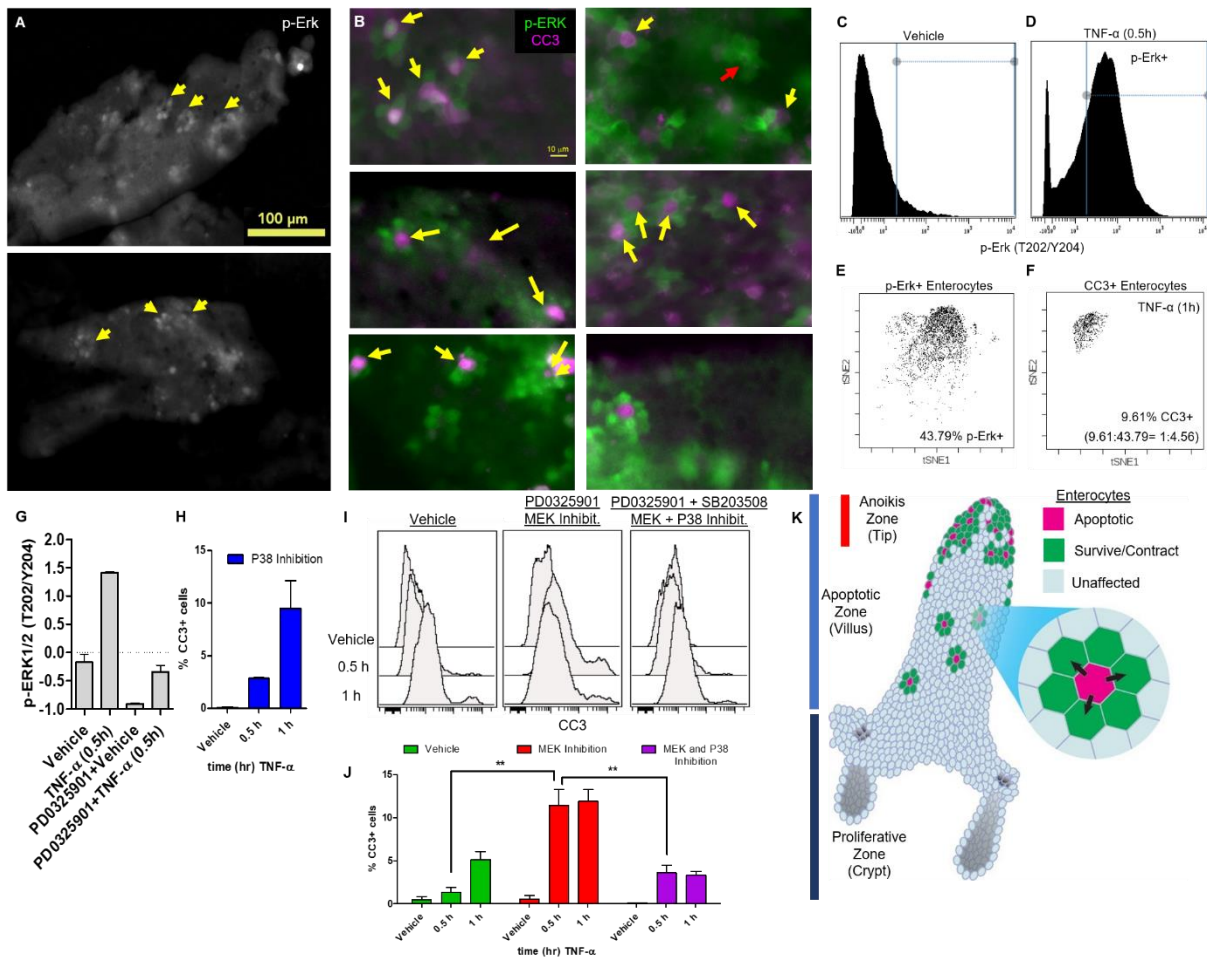 A
p-Erk
100 µm
B
p-ERK
CC3
10 µm
C
Vehicle
D
TNF-α (0.5h)
p-Erk+
p-Erk (T202/Y204)
E
p-Erk+ Enterocytes
tSNE2
43.79% p-Erk+
tSNE1
F
CC3+ Enterocytes
TNF-α (1h)
tSNE2
9.61% CC3+
(9.61:43.79= 1:4.56)
tSNE1
G
p-ERK1/2 (T202/Y204)
2.0
1.5
1.0
0.5
0.0
-0.5
-1.0
Vehicle
TNF-α (0.5h)
PD0325901+Vehicle
PD0325901+TNF-α (0.5h)
H
P38 Inhibition
% CC3+ cells
15
10
5
0
Vehicle
0.5 h
1 h
time (hr) TNF-α
I
Vehicle
PD0325901
MEK Inhibit.
PD0325901 + SB203508
MEK + P38 Inhibit.
Vehicle
0.5 h
1 h
CC3
J
Vehicle
MEK Inhibition
MEK and P38
Inhibition
**
**
% CC3+ cells
15
10
5
0
Vehicle
0.5 h
1 h
Vehicle
0.5 h
1 h
Vehicle
0.5 h
1 h
time (hr) TNF-α
K
Anoikis
Zone
(Tip)
Apoptotic
Zone
(Villus)
Proliferative
Zone
(Crypt)
Enterocytes
Apoptotic
Survive/Contract
Unaffected